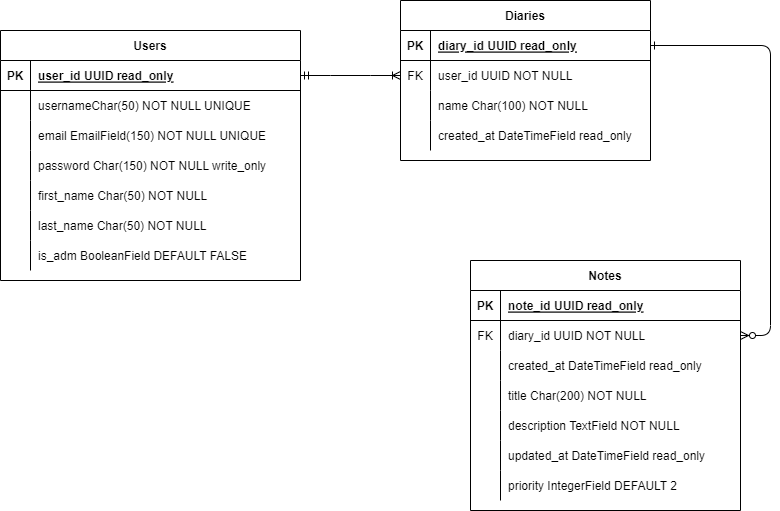 Users
PK user_id UUID read_only
usernameChar(50) NOT NULL UNIQUE
email EmailField(150) NOT NULL UNIQUE
password Char(150) NOT NULL write_only
first_name Char(50) NOT NULL
last_name Char(50) NOT NULL
is_adm BooleanField DEFAULT FALSE
Diaries
PK diary_id UUID read_only
FK user_id UUID NOT NULL
name Char(100) NOT NULL
created_at DateTimeField read_only
Notes
PK note_id UUID read_only
FK diary_id UUID NOT NULL
created_at DateTimeField read_only
title Char(200) NOT NULL
description TextField NOT NULL
updated_at DateTimeField read_only
priority IntegerField DEFAULT 2